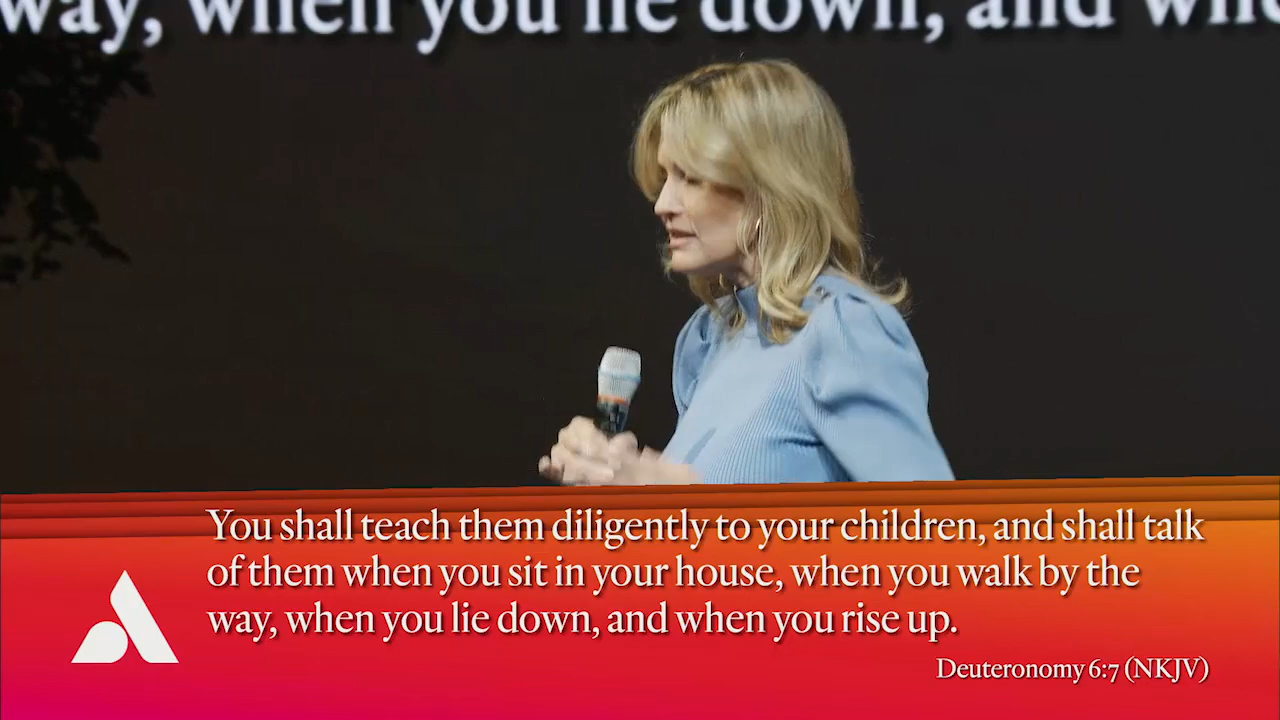 way, when you lie down, and
You shall teach them diligently to your children, and shall talk
of them when you sit in your house, when you walk by the
way, when you lie down, and when you rise up.
Deuteronomy 6:7 (NKJV)